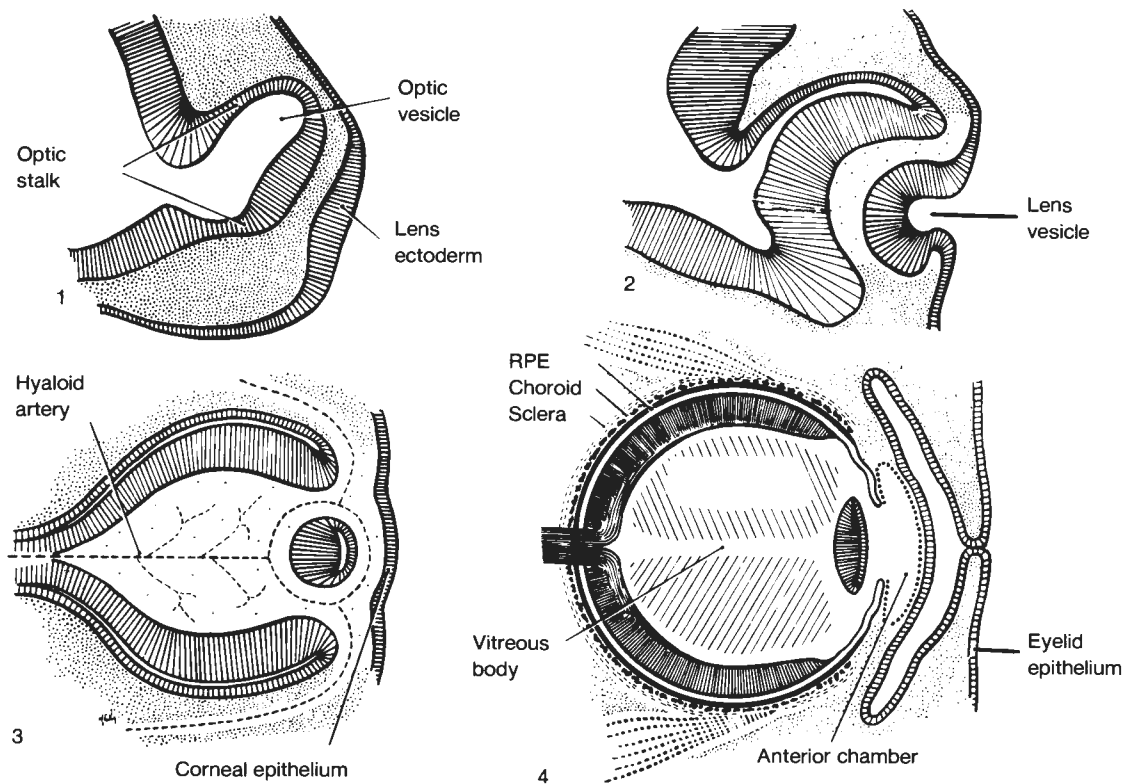 Optic
vesicle
Optic
stalk
Lens
ectoderm
1
Lens
vesicle
2
Hyaloid
artery
3
Corneal epithelium
RPE
Choroid
Sclera
Vitreous
body
Eyelid
epithelium
Anterior chamber
4